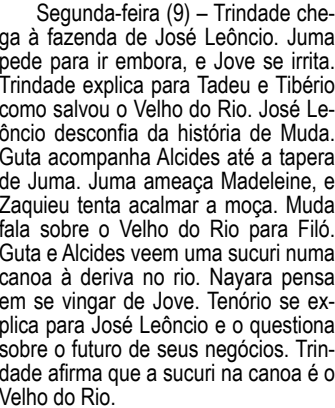 Segunda-feira (9) – Trindade che-
ga à fazenda de José Leôncio. Juma
pede para ir embora, e Jove se irrita.
Trindade explica para Tadeu e Tibério
como salvou o Velho do Rio. José Le-
ôncio desconfia da história de Muda.
Guta acompanha Alcides até a tapera
de Juma. Juma ameaça Madeleine, e
Zaquieu tenta acalmar a moça. Muda
fala sobre o Velho do Rio para Filó.
Guta e Alcides veem uma sucuri numa
canoa à deriva no rio. Nayara pensa
em se vingar de Jove. Tenório se ex-
plica para José Leôncio e o questiona
sobre o futuro de seus negócios. Trin-
dade afirma que a sucuri na canoa é o
Velho do Rio.